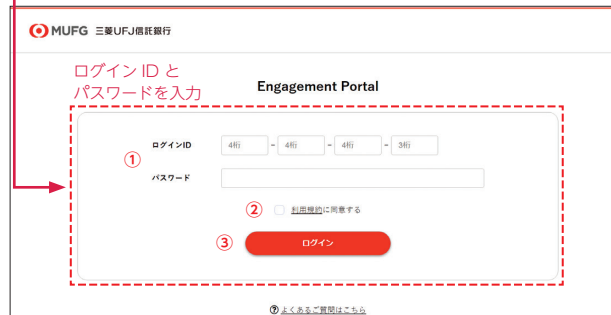 MUFG 三菱UFJ信託銀行
ログイン ID と
パスワードを入力
Engagement Portal
①
ログインID 4桁 - 4桁 - 4桁 - 3桁
パスワード
② 利用規約に同意する
③ ログイン
? よくあるご質問はこちら